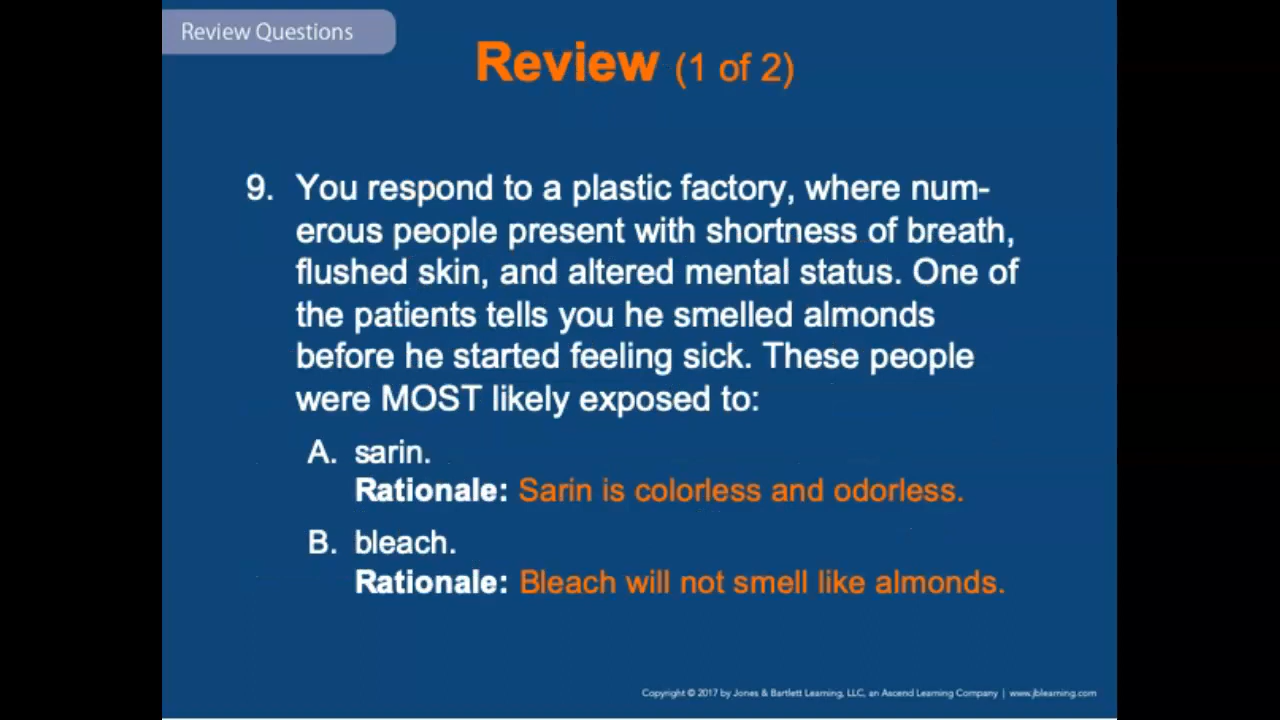 Review Questions
Review (1 of 2)
9. You respond to a plastic factory, where num-
erous people present with shortness of breath,
flushed skin, and altered mental status. One of
the patients tells you he smelled almonds
before he started feeling sick. These people
were MOST likely exposed to:
A. sarin.
Rationale: Sarin is colorless and odorless.
B. bleach.
Rationale: Bleach will not smell like almonds.
Copyright © 2017 by Jones & Bartlett Learning, LLC, an Ascend Learning Company | www.jblearning.com